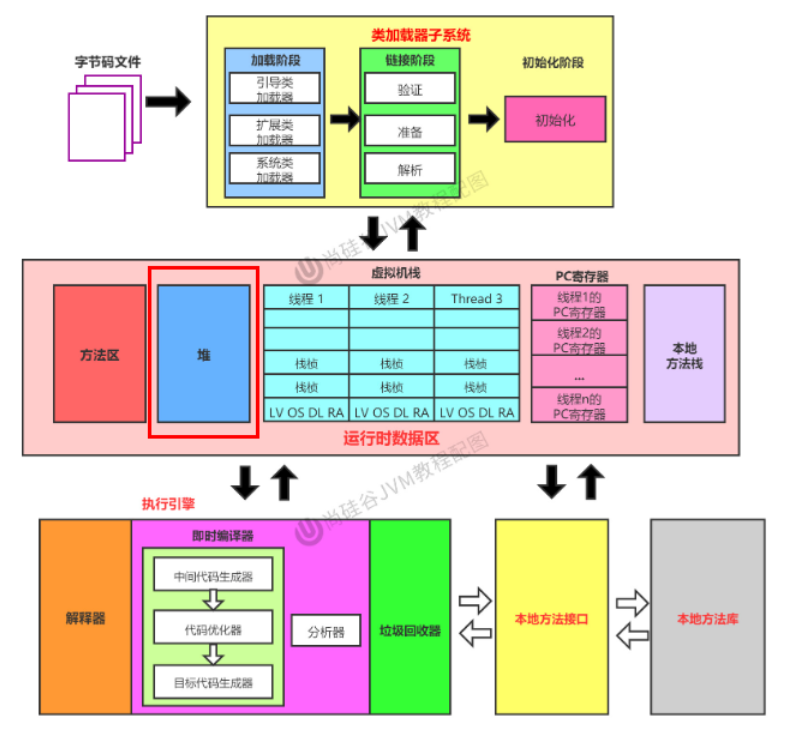 类加载器子系统
字节码文件
加载阶段
链接阶段
初始化阶段
引导类
加载器
扩展类
加载器
系统类
加载器
验证
准备
解析
初始化
尚硅谷JVM教程配图
虚拟机栈
PC寄存器
方法区
堆
线程 1
线程 2
Thread 3
栈桢
栈桢
栈桢
栈桢
栈桢
栈桢
LV OS DL RA
LV OS DL RA
LV OS DL RA
线程1的
PC寄存器
线程2的
PC寄存器
...
线程n的
PC寄存器
本地
方法栈
运行时数据区
尚硅谷JVM教程配图
执行引擎
解释器
即时编译器
中间代码生成器
代码优化器
目标代码生成器
分析器
垃圾回收器
本地方法接口
本地方法库